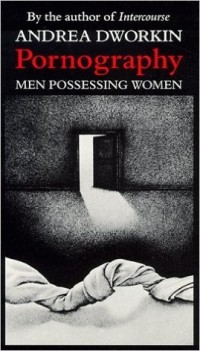 By the author of Intercourse
ANDREA DWORKIN
Pornography
MEN POSSESSING WOMEN